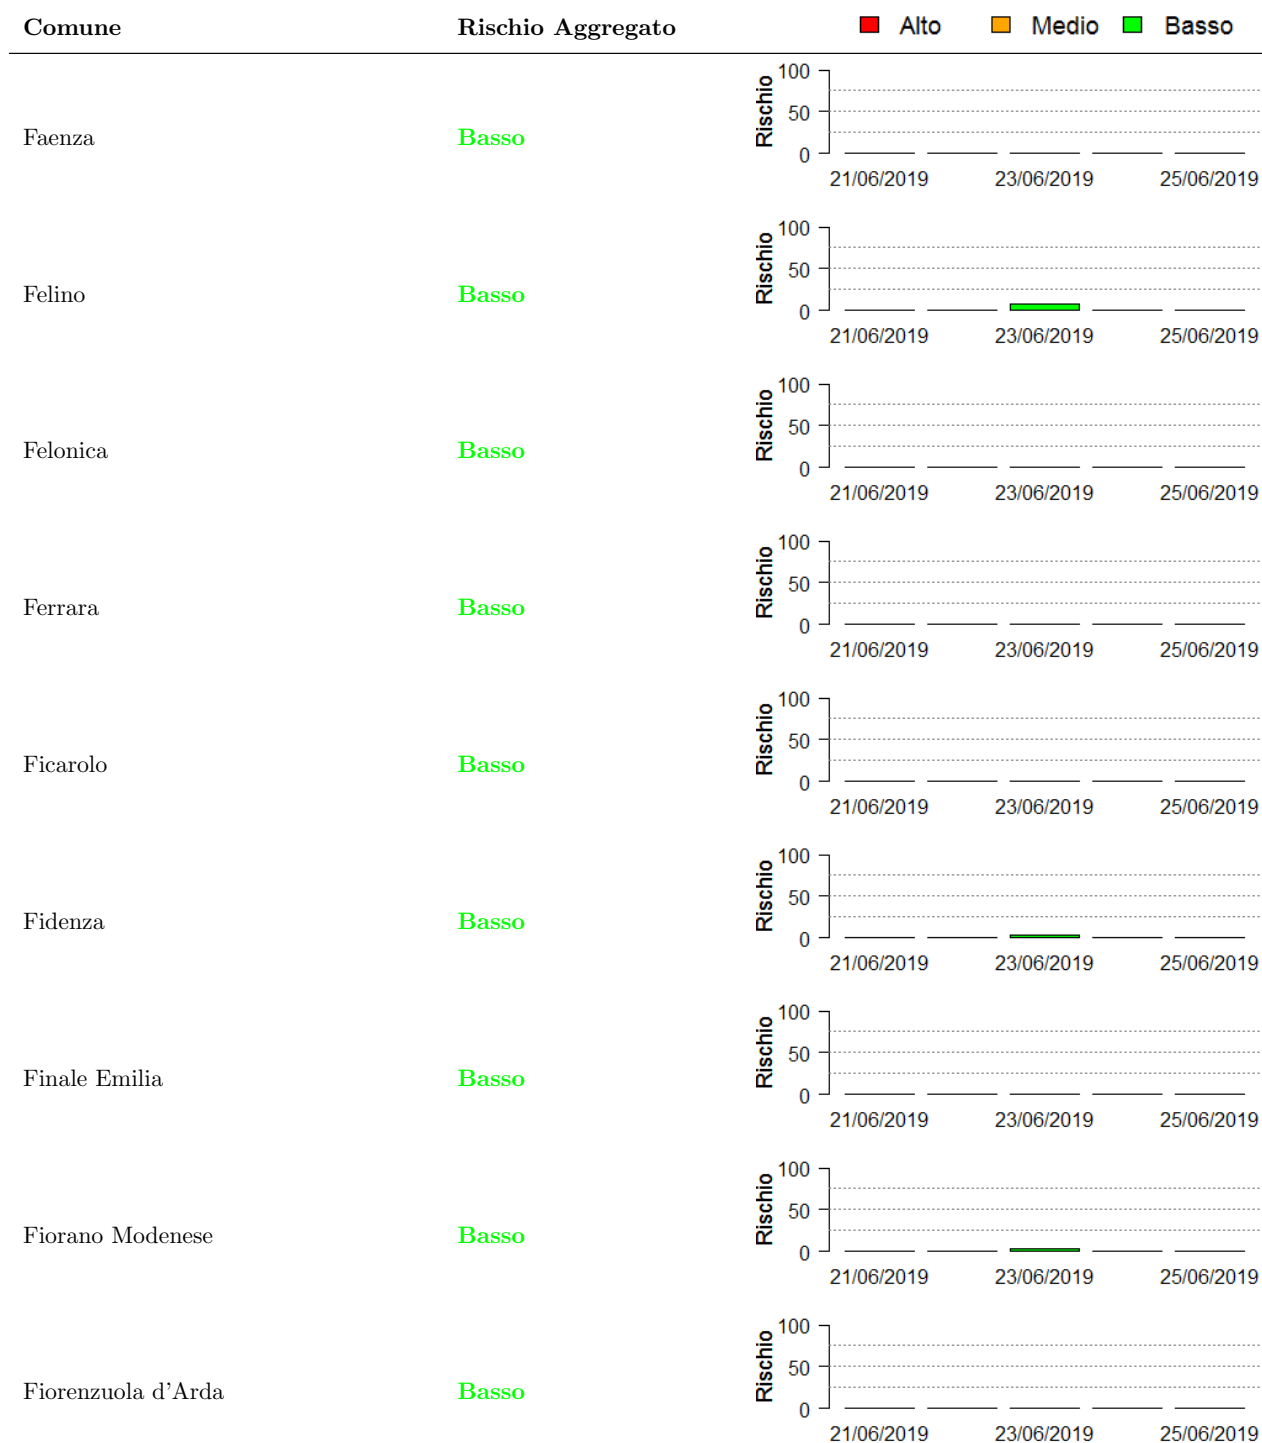 Comune Rischio Aggregato Alto Medio Basso
Faenza Basso Rischio 100 50 0
21/06/2019 23/06/2019 25/06/2019
Felino Basso Rischio 100 50 0
21/06/2019 23/06/2019 25/06/2019
Felonica Basso Rischio 100 50 0
21/06/2019 23/06/2019 25/06/2019
Ferrara Basso Rischio 100 50 0
21/06/2019 23/06/2019 25/06/2019
Ficarolo Basso Rischio 100 50 0
21/06/2019 23/06/2019 25/06/2019
Fidenza Basso Rischio 100 50 0
21/06/2019 23/06/2019 25/06/2019
Finale Emilia Basso Rischio 100 50 0
21/06/2019 23/06/2019 25/06/2019
Fiorano Modenese Basso Rischio 100 50 0
21/06/2019 23/06/2019 25/06/2019
Fiorenzuola d'Arda Basso Rischio 100 50 0
21/06/2019 23/06/2019 25/06/2019